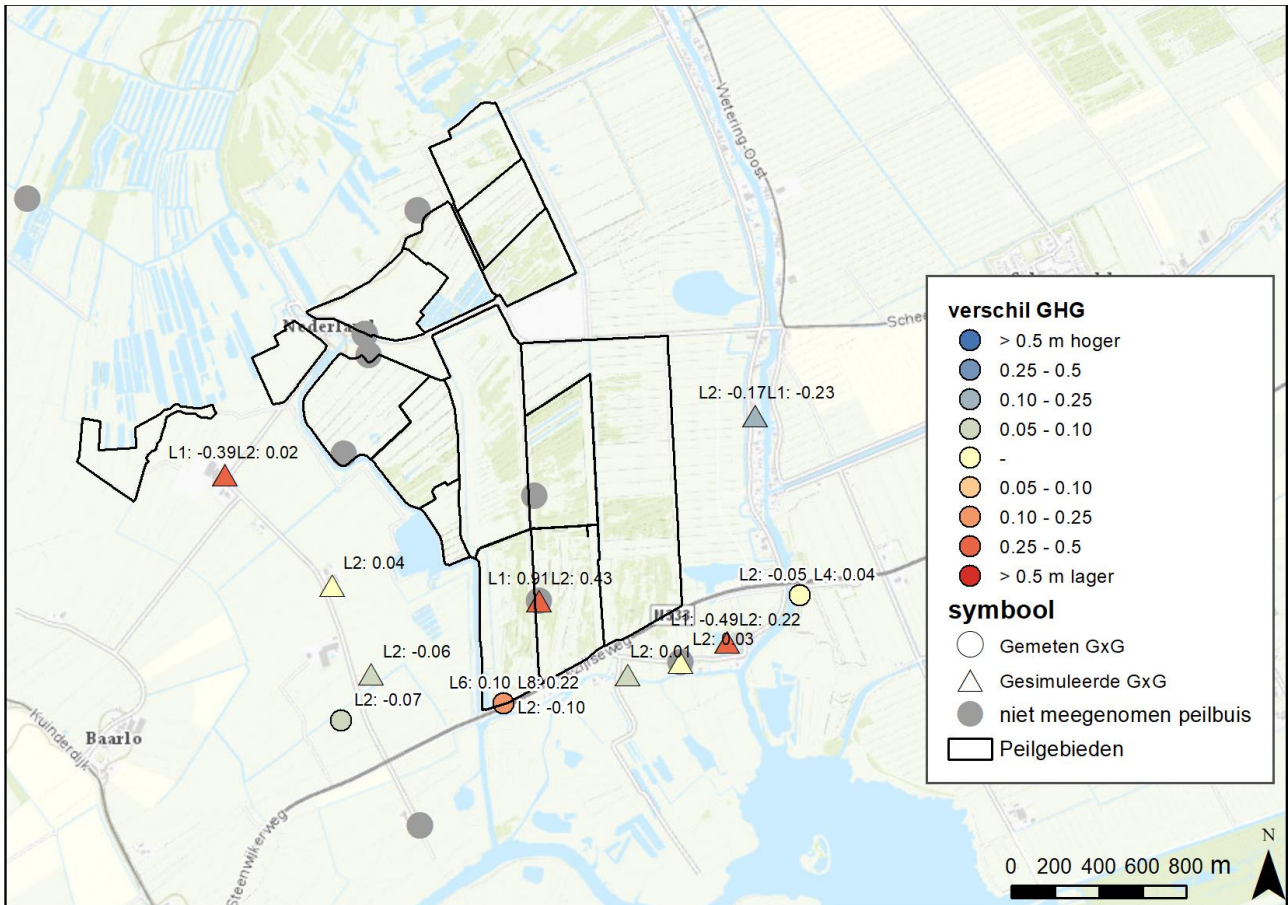 Wetering-Oost
Nederland
L2: -0.17L1: -0.23
L1: -0.39L2: 0.02
L2: 0.04
L1: 0.91L2: 0.43
L2: -0.05 L4: 0.04
N333
L1: -0.49L2: 0.22
L2: 0.03
L2: 0.01
L2: -0.06
L6: 0.10 L8: 0.22
L2: -0.10
L2: -0.07
Kuinderdijk
Baarlo
Steenwijkerweg
verschil GHG
> 0.5 m hoger
0.25 - 0.5
0.10 - 0.25
0.05 - 0.10
-
0.05 - 0.10
0.10 - 0.25
0.25 - 0.5
> 0.5 m lager
symbool
Gemeten GxG
Gesimuleerde GxG
niet meegenomen peilbuis
Peilgebieden
N
0 200 400 600 800 m